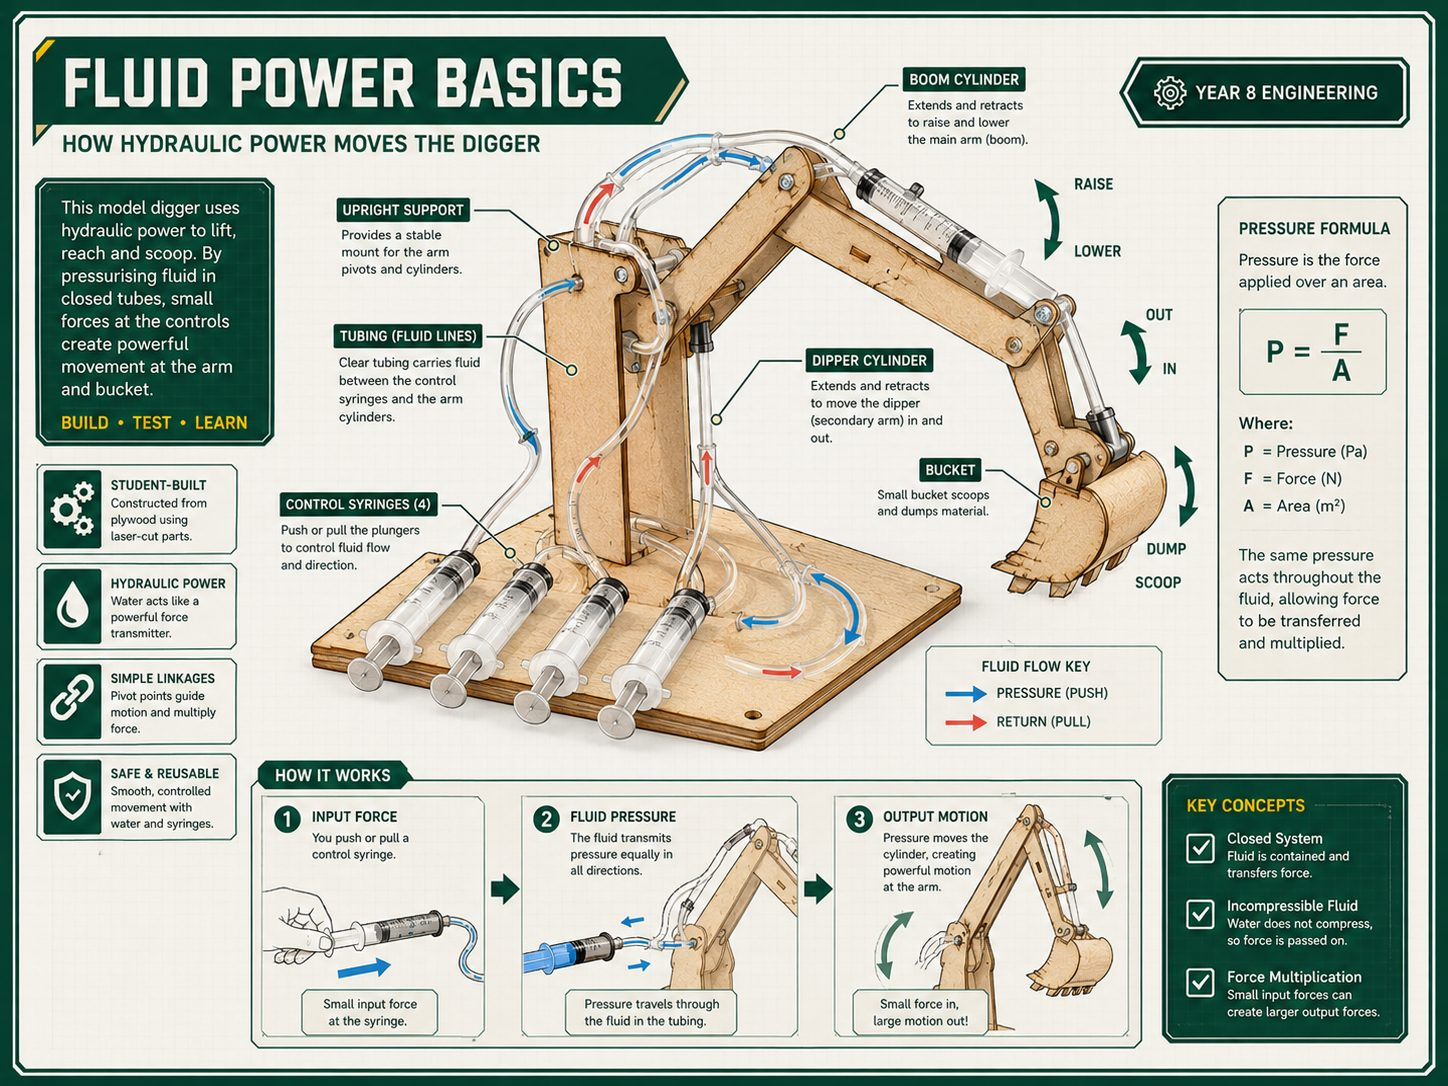 FLUID POWER BASICS
HOW HYDRAULIC POWER MOVES THE DIGGER
YEAR 8 ENGINEERING
This model digger uses
hydraulic power to lift,
reach and scoop. By
pressurising fluid in
closed tubes, small
forces at the controls
create powerful
movement at the arm
and bucket.
BUILD • TEST • LEARN
STUDENT-BUILT
Constructed from
plywood using
laser-cut parts.
HYDRAULIC POWER
Water acts like a
powerful force
transmitter.
SIMPLE LINKAGES
Pivot points guide
motion and multiply
force.
SAFE & REUSABLE
Smooth, controlled
movement with
water and syringes.
UPRIGHT SUPPORT
Provides a stable
mount for the arm
pivots and cylinders.
TUBING (FLUID LINES)
Clear tubing carries fluid
between the control
syringes and the arm
cylinders.
CONTROL SYRINGES (4)
Push or pull the plungers
to control fluid flow
and direction.
BOOM CYLINDER
Extends and retracts
to raise and lower
the main arm (boom).
DIPPER CYLINDER
Extends and retracts
to move the dipper
(secondary arm) in and
out.
BUCKET
Small bucket scoops
and dumps material.
RAISE
LOWER
OUT
IN
DUMP
SCOOP
FLUID FLOW KEY
PRESSURE (PUSH)
RETURN (PULL)
PRESSURE FORMULA
Pressure is the force
applied over an area.
P = F
A
Where:
P = Pressure (Pa)
F = Force (N)
A = Area (m²)
The same pressure
acts throughout the
fluid, allowing force
to be transferred
and multiplied.
HOW IT WORKS
1 INPUT FORCE
You push or pull a
control syringe.
Small input force
at the syringe.
2 FLUID PRESSURE
The fluid transmits
pressure equally in
all directions.
Pressure travels through
the fluid in the tubing.
3 OUTPUT MOTION
Pressure moves the
cylinder, creating
powerful motion
at the arm.
Small force in,
large motion out!
KEY CONCEPTS
Closed System
Fluid is contained and
transfers force.
Incompressible Fluid
Water does not compress,
so force is passed on.
Force Multiplication
Small input forces can
create larger output forces.